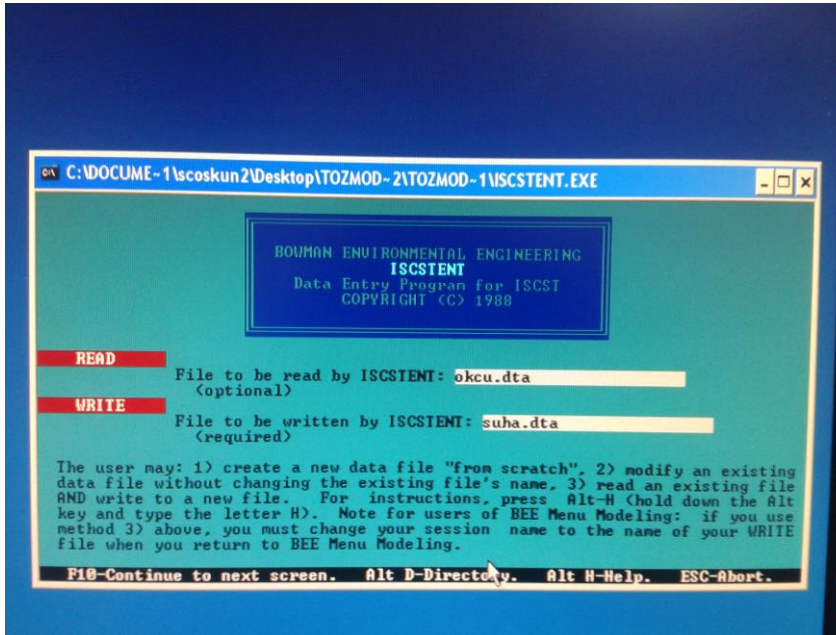 C:\DOCUME~1\scoskun2\Desktop\TOZMOD~2\TOZMOD~1\ISCSTENT.EXE
BOWMAN ENVIRONMENTAL ENGINEERING
ISCSTENT
Data Entry Program for ISCST
COPYRIGHT (C) 1988
READ
File to be read by ISCSTENT: okcu.dta
(optional)
WRITE
File to be written by ISCSTENT: suha.dta
(required)
The user may: 1) create a new data file "from scratch", 2) modify an existing
data file without changing the existing file's name, 3) read an existing file
AND write to a new file. For instructions, press Alt-H (hold down the Alt
key and type the letter H). Note for users of BEE Menu Modeling: if you use
method 3) above, you must change your session name to the name of your WRITE
file when you return to BEE Menu Modeling.
F10-Continue to next screen. Alt D-Directory. Alt H-Help. ESC-Abort.